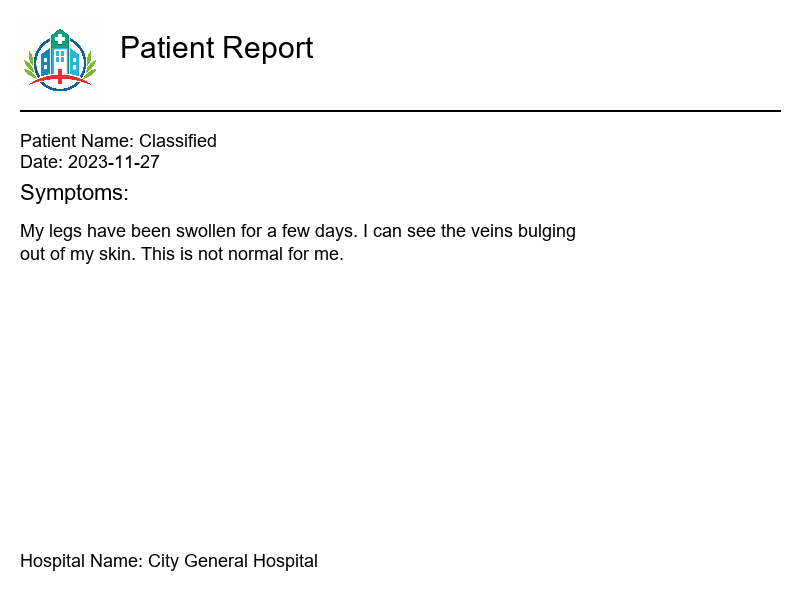 Patient Report
Patient Name: Classified
Date: 2023-11-27
Symptoms:
My legs have been swollen for a few days. I can see the veins bulging
out of my skin. This is not normal for me.
Hospital Name: City General Hospital